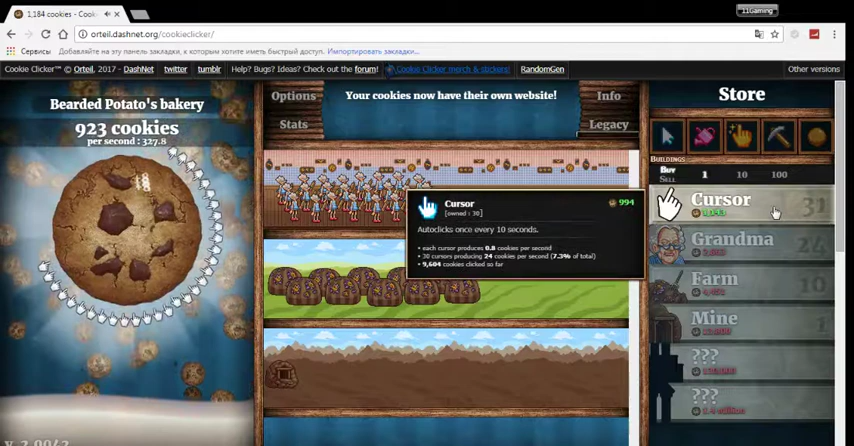 11Gaming
1,184 cookies - Cook
orteil.dashnet.org/cookieclicker/
Сервисы Добавляйте на эту панель закладки, к которым хотите иметь быстрый доступ. Импортировать закладки...
Cookie Clicker™ © Orteil, 2017 - DashNet twitter tumblr Help? Bugs? Ideas? Check out the forum! Cookie Clicker merch & stickers! RandomGen Other versions
Bearded Potato's bakery
923 cookies
per second : 327.8
Options
Stats
Your cookies now have their own website!
Info
Legacy
Store
Buildings
Buy 1 10 100
Sell
Cursor 31
Cursor 994
[owned : 30]
Autoclicks once every 10 seconds.
• each cursor produces 0.8 cookies per second
• 30 cursors producing 24 cookies per second (7.3% of total)
• 9,604 cookies clicked so far
Grandma 24
Farm 10
Mine 1
???
???